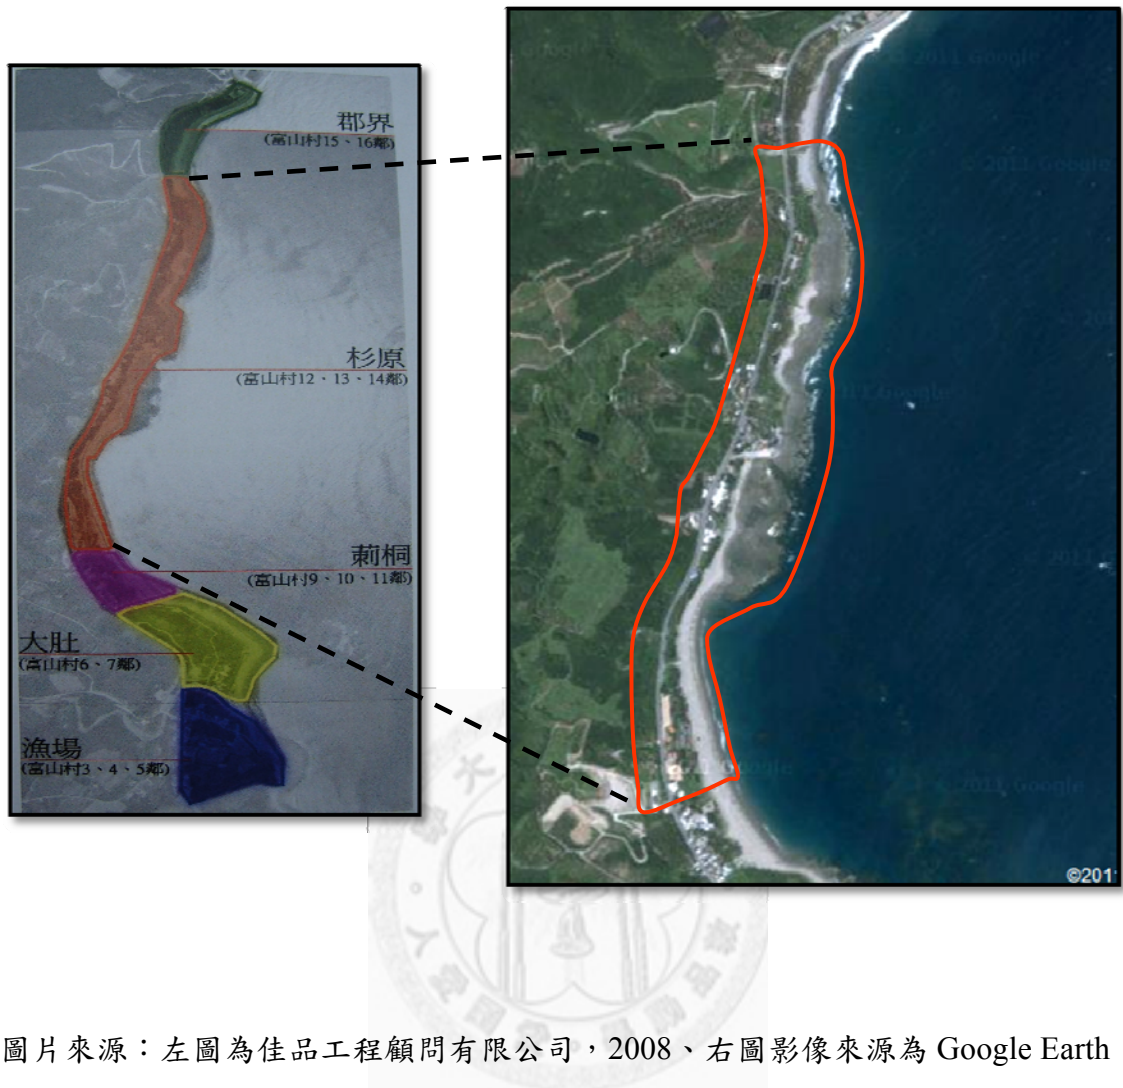 郡界
(富山村15、16鄰)
杉原
(富山村12、13、14鄰)
莿桐
(富山村9、10、11鄰)
大肚
(富山村6、7鄰)
漁場
(富山村3、4、5鄰)
2011 Google
© 2011 Google
©201
圖片來源：左圖為佳品工程顧問有限公司，2008、右圖影像來源為 Google Earth